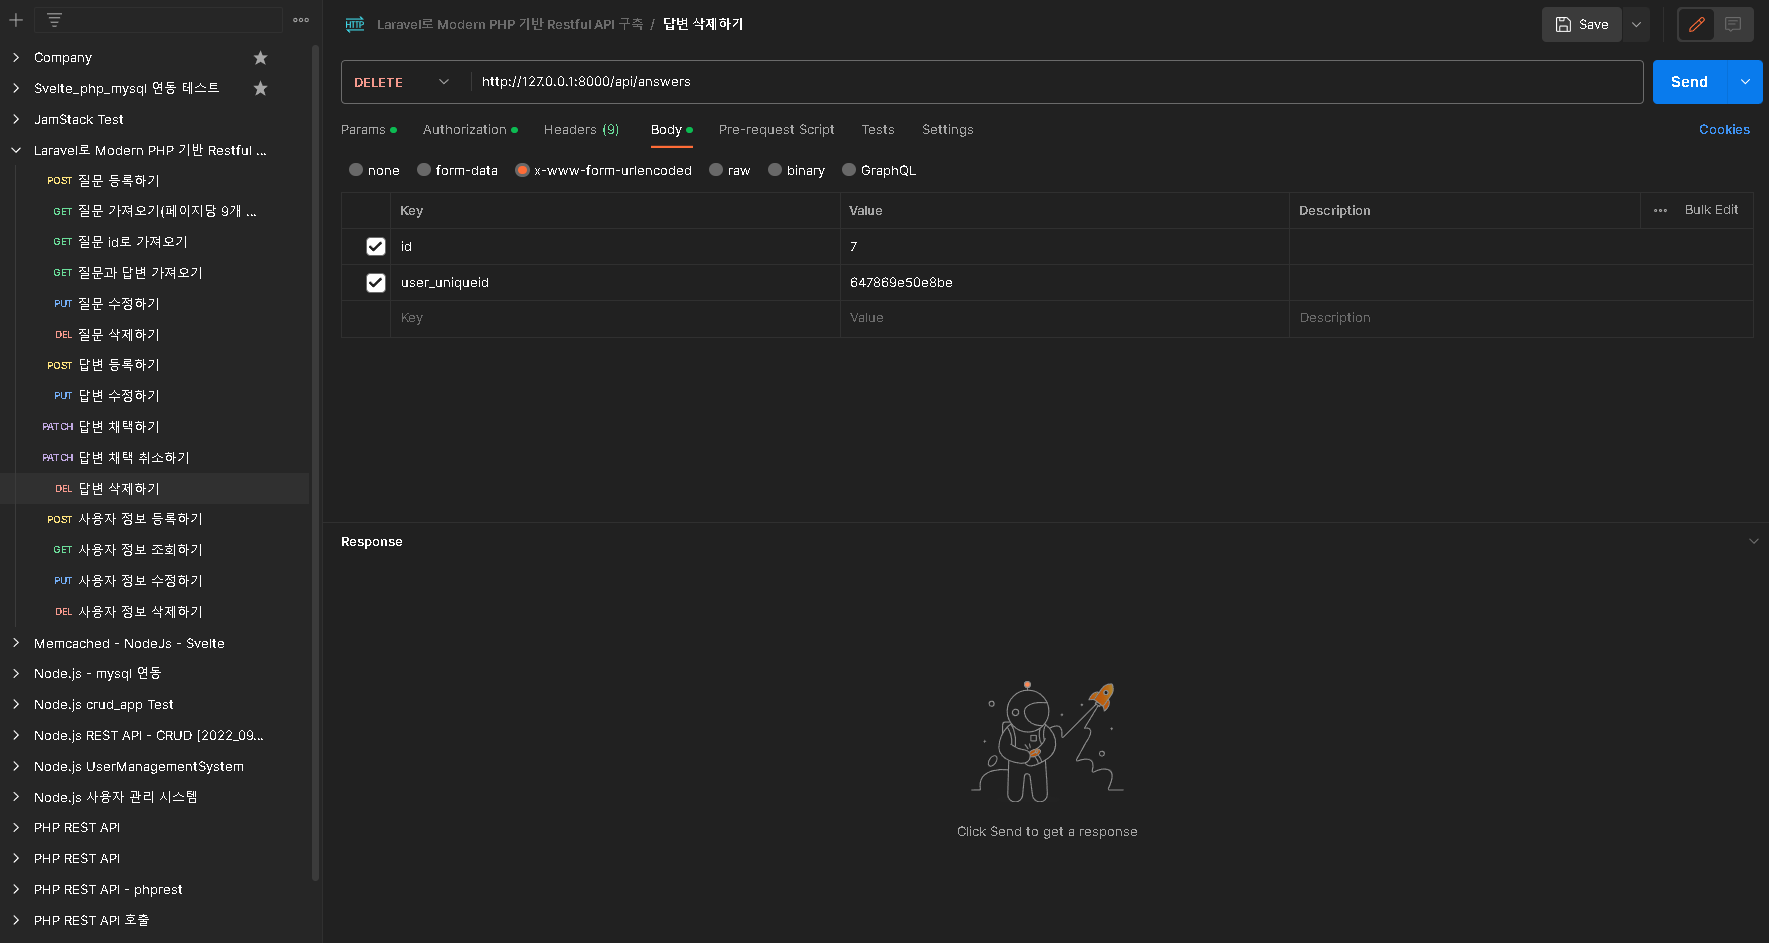 Company
Svelte_php_mysql 연동 테스트
JamStack Test
Laravel로 Modern PHP 기반 Restful ...
POST 질문 등록하기
GET 질문 가져오기(페이지당 9개 ...
GET 질문 id로 가져오기
GET 질문과 답변 가져오기
PUT 질문 수정하기
DEL 질문 삭제하기
POST 답변 등록하기
PUT 답변 수정하기
PATCH 답변 채택하기
PATCH 답변 채택 취소하기
DEL 답변 삭제하기
POST 사용자 정보 등록하기
GET 사용자 정보 조회하기
PUT 사용자 정보 수정하기
DEL 사용자 정보 삭제하기
Memcached - NodeJs - Svelte
Node.js - mysql 연동
Node.js crud_app Test
Node.js REST API - CRUD [2022_09...
Node.js UserManagementSystem
Node.js 사용자 관리 시스템
PHP REST API
PHP REST API
PHP REST API - phprest
PHP REST API 호출
HTTP Laravel로 Modern PHP 기반 Restful API 구축 / 답변 삭제하기
Save
DELETE http://127.0.0.1:8000/api/answers
Send
Params Authorization Headers (9) Body Pre-request Script Tests Settings
Cookies
none form-data x-www-form-urlencoded raw binary GraphQL
Key Value Description Bulk Edit
id 7
user_uniqueid 647869e50e8be
Key Value Description
Response
Click Send to get a response